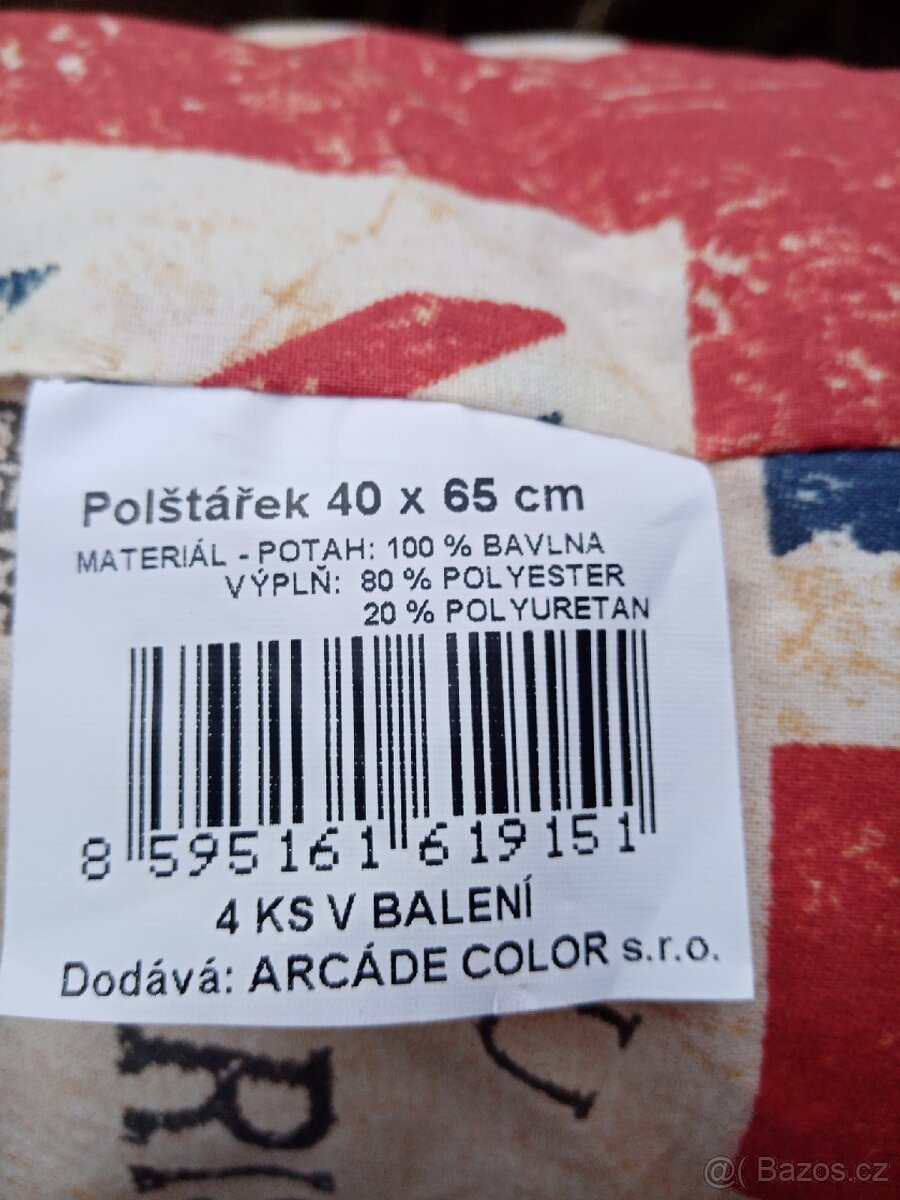 Polštářek 40 x 65 cm
MATERIÁL - POTAH: 100 % BAVLNA
VÝPLŇ: 80 % POLYESTER
20 % POLYURETAN
8 595161 619151
4 KS V BALENÍ
Dodává: ARCÁDE COLOR s.r.o.
@( Bazos.cz